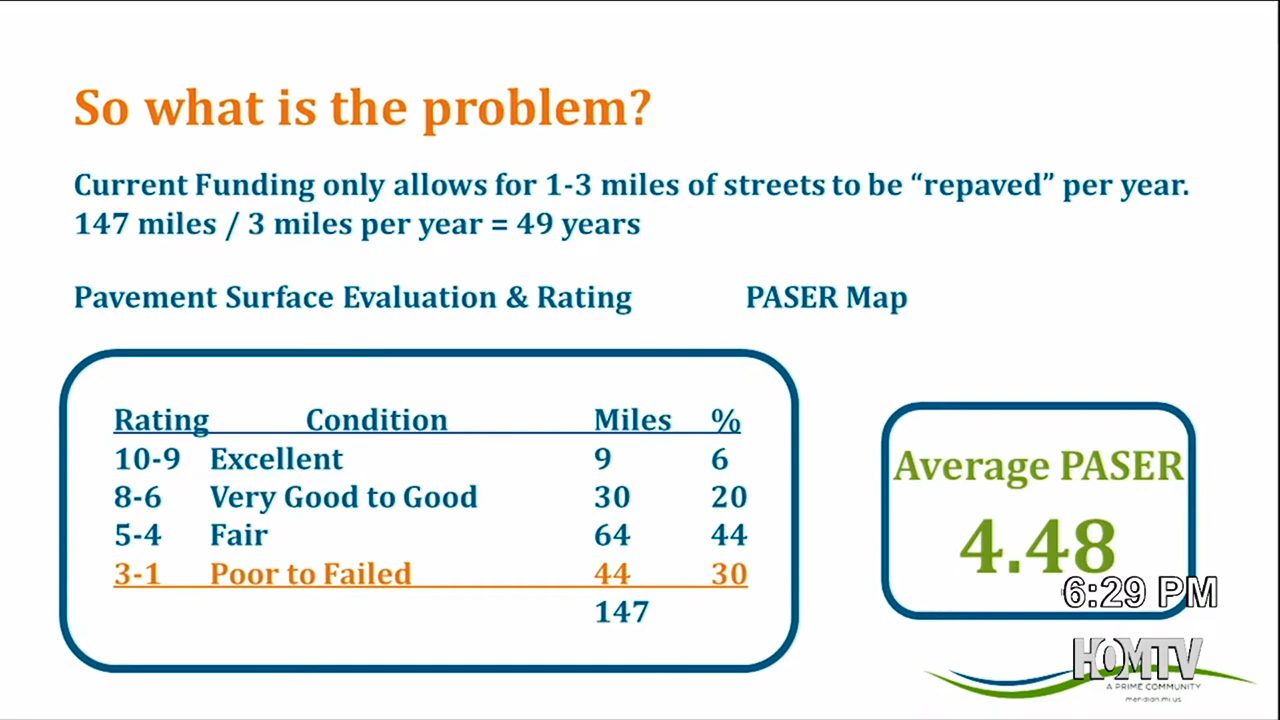 So what is the problem?
Current Funding only allows for 1-3 miles of streets to be “repaved” per year.
147 miles / 3 miles per year = 49 years
Pavement Surface Evaluation & Rating PASER Map
Rating Condition Miles %
10-9 Excellent 9 6
8-6 Very Good to Good 30 20
5-4 Fair 64 44
3-1 Poor to Failed 44 30
147
Average PASER
4.48
6:29 PM
HOMTV
A PRIME COMMUNITY
meridian.mi.us